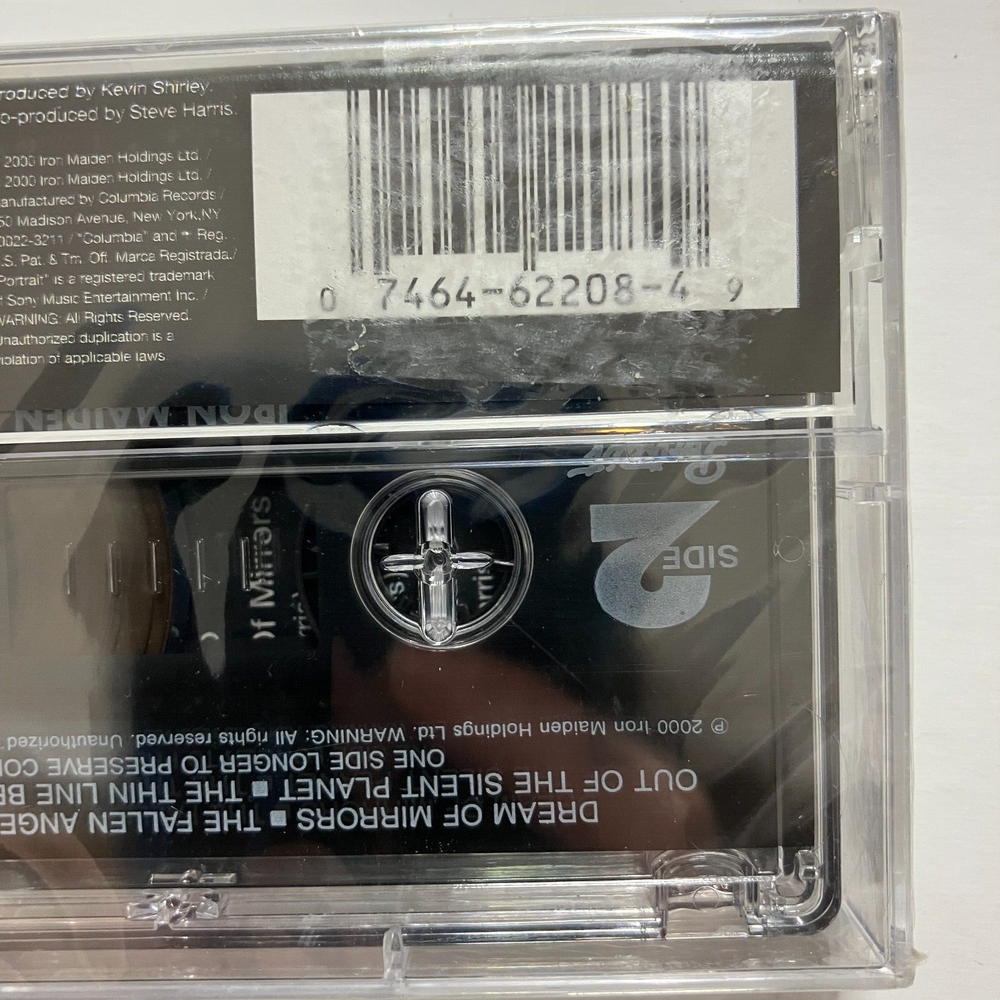 roduced by Kevin Shirley.
o-produced by Steve Harris.
2000 Iron Maiden Holdings Ltd. /
2000 Iron Maiden Holdings Ltd. /
anufactured by Columbia Records /
50 Madison Avenue, New York,NY
0022-3211 / "Columbia" and Reg.
.S. Pat. & Tm. Off. Marca Registrada./
Portrait" is a registered trademark
f Sony Music Entertainment Inc. /
WARNING: All Rights Reserved.
Unauthorized duplication is a
violation of applicable laws.
0 7464-62208-4 9
IRON MAIDEN
Portrait
SIDE 2
of Mirrors
℗ 2000 Iron Maiden Holdings Ltd. WARNING: All rights reserved. Unauthorized
ONE SIDE LONGER TO PRESERVE CO
OUT OF THE SILENT PLANET ■ THE THIN LINE BE
DREAM OF MIRRORS ■ THE FALLEN ANGE